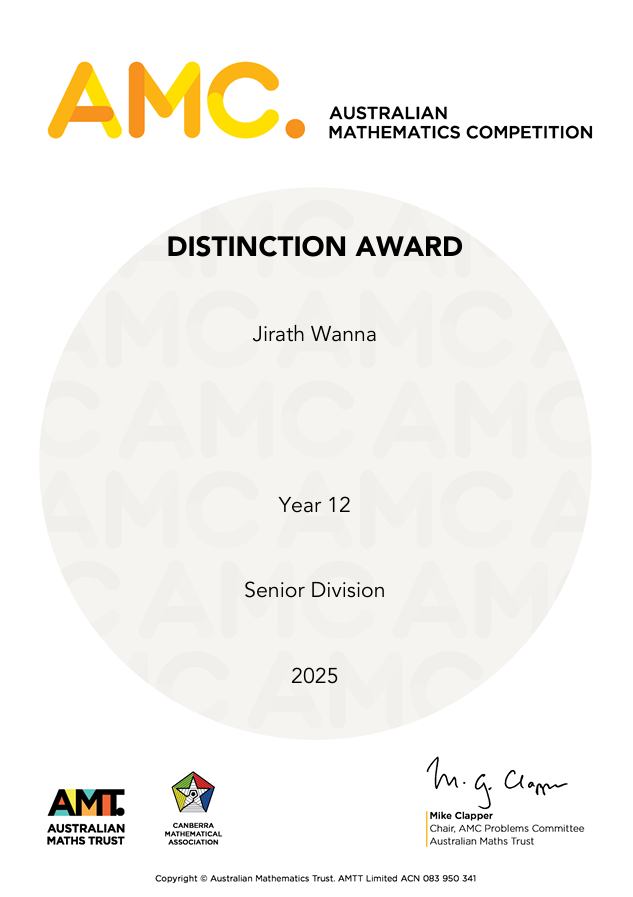 AMC.
AUSTRALIAN
MATHEMATICS COMPETITION
DISTINCTION AWARD
Jirath Wanna
Year 12
Senior Division
2025
M. G. Clapper
AMT.
AUSTRALIAN
MATHS TRUST
CANBERRA
MATHEMATICAL
ASSOCIATION
Mike Clapper
Chair, AMC Problems Committee
Australian Maths Trust
Copyright © Australian Mathematics Trust. AMTT Limited ACN 083 950 341